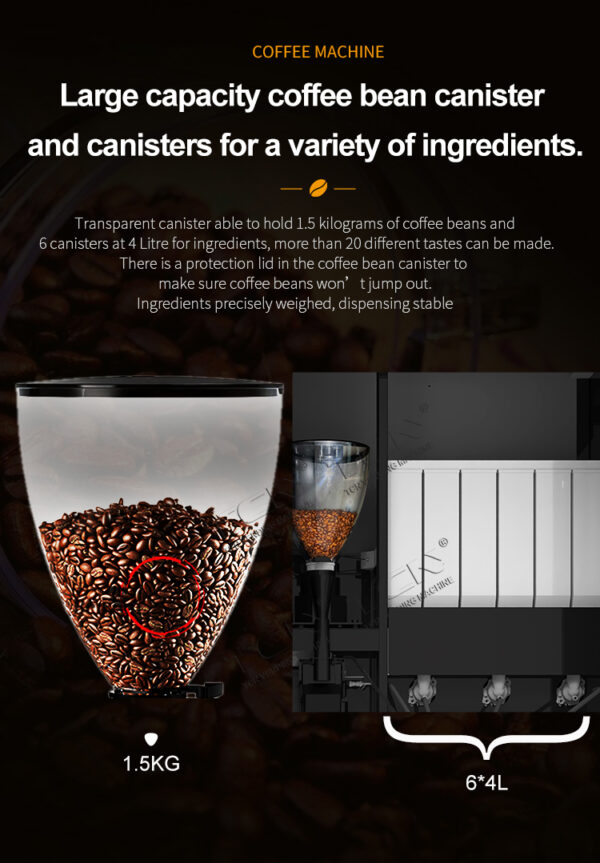 COFFEE MACHINE
Large capacity coffee bean canister
and canisters for a variety of ingredients.
Transparent canister able to hold 1.5 kilograms of coffee beans and
6 canisters at 4 Litre for ingredients, more than 20 different tastes can be made.
There is a protection lid in the coffee bean canister to
make sure coffee beans won’t jump out.
Ingredients precisely weighed, dispensing stable
1.5KG
6*4L